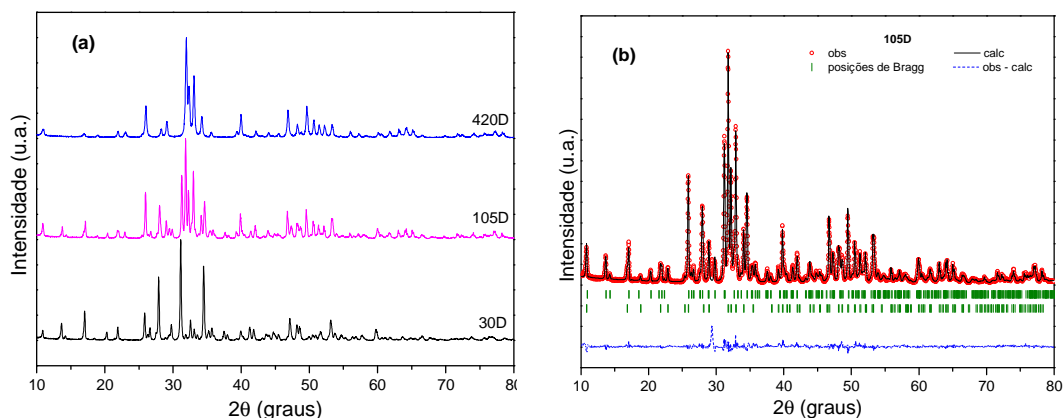 (a)
420D
105D
30D
Intensidade (u.a.)
10 20 30 40 50 60 70 80
2θ (graus)
(b)
105D
obs calc
posições de Bragg obs - calc
Intensidade (u.a.)
10 20 30 40 50 60 70 80
2θ (graus)